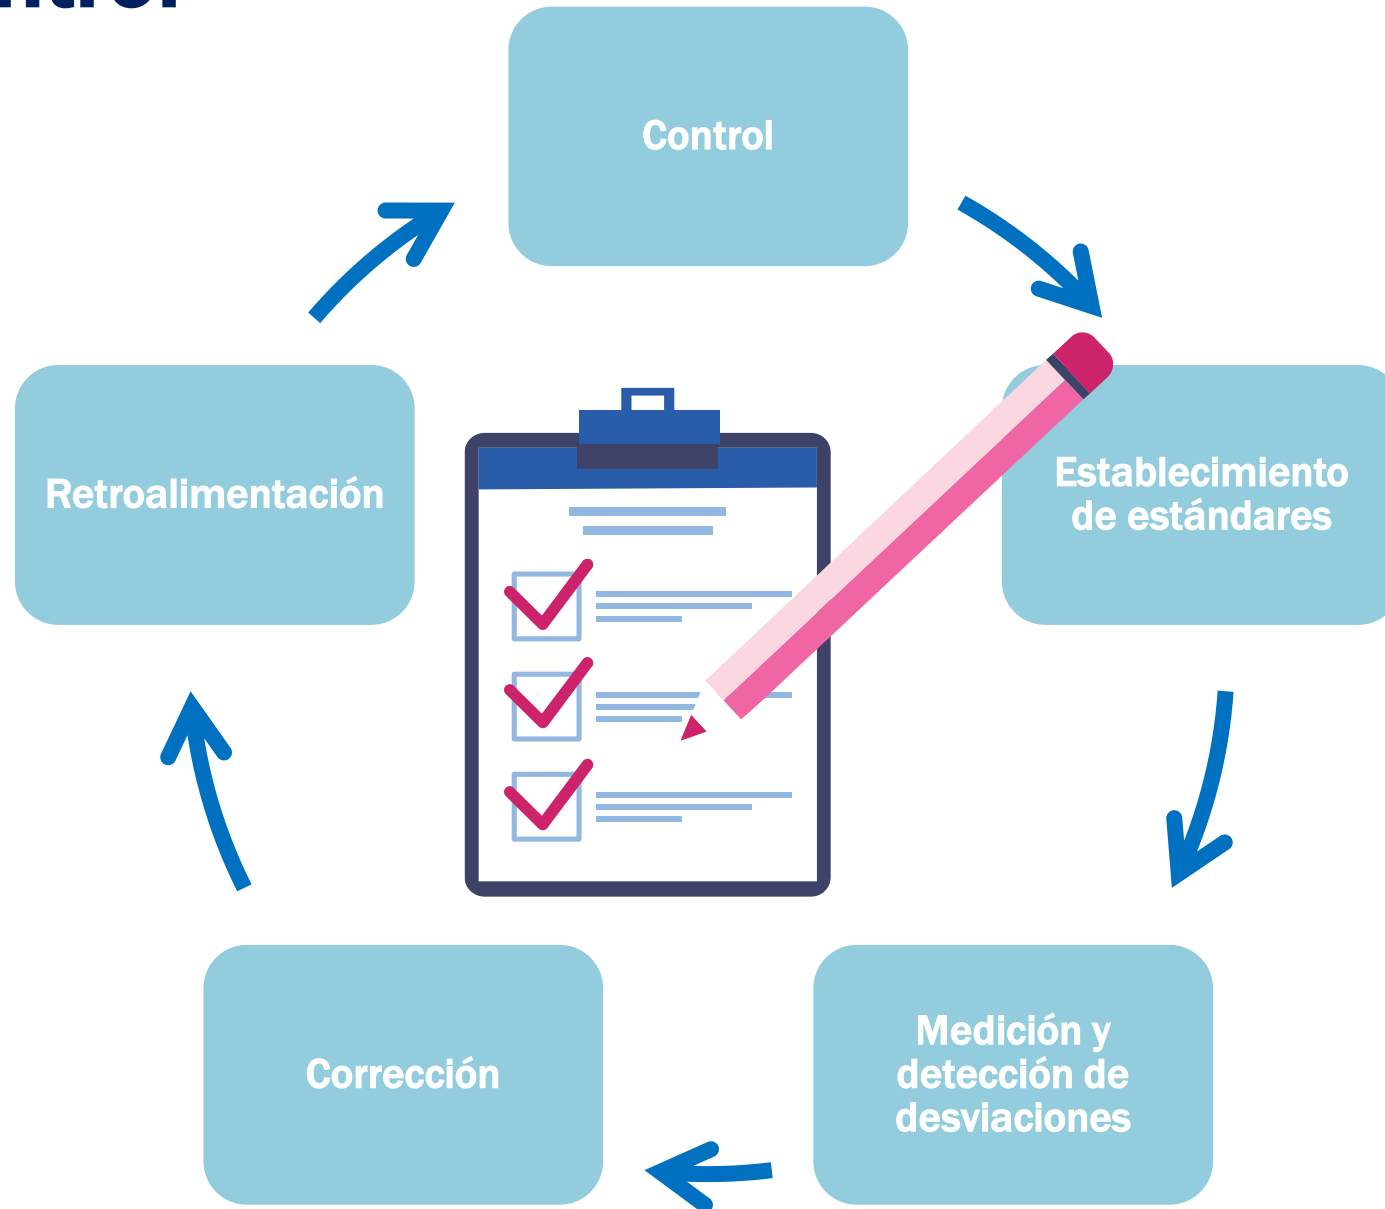 Control
Establecimiento
de estándares
Medición y
detección de
desviaciones
Corrección
Retroalimentación